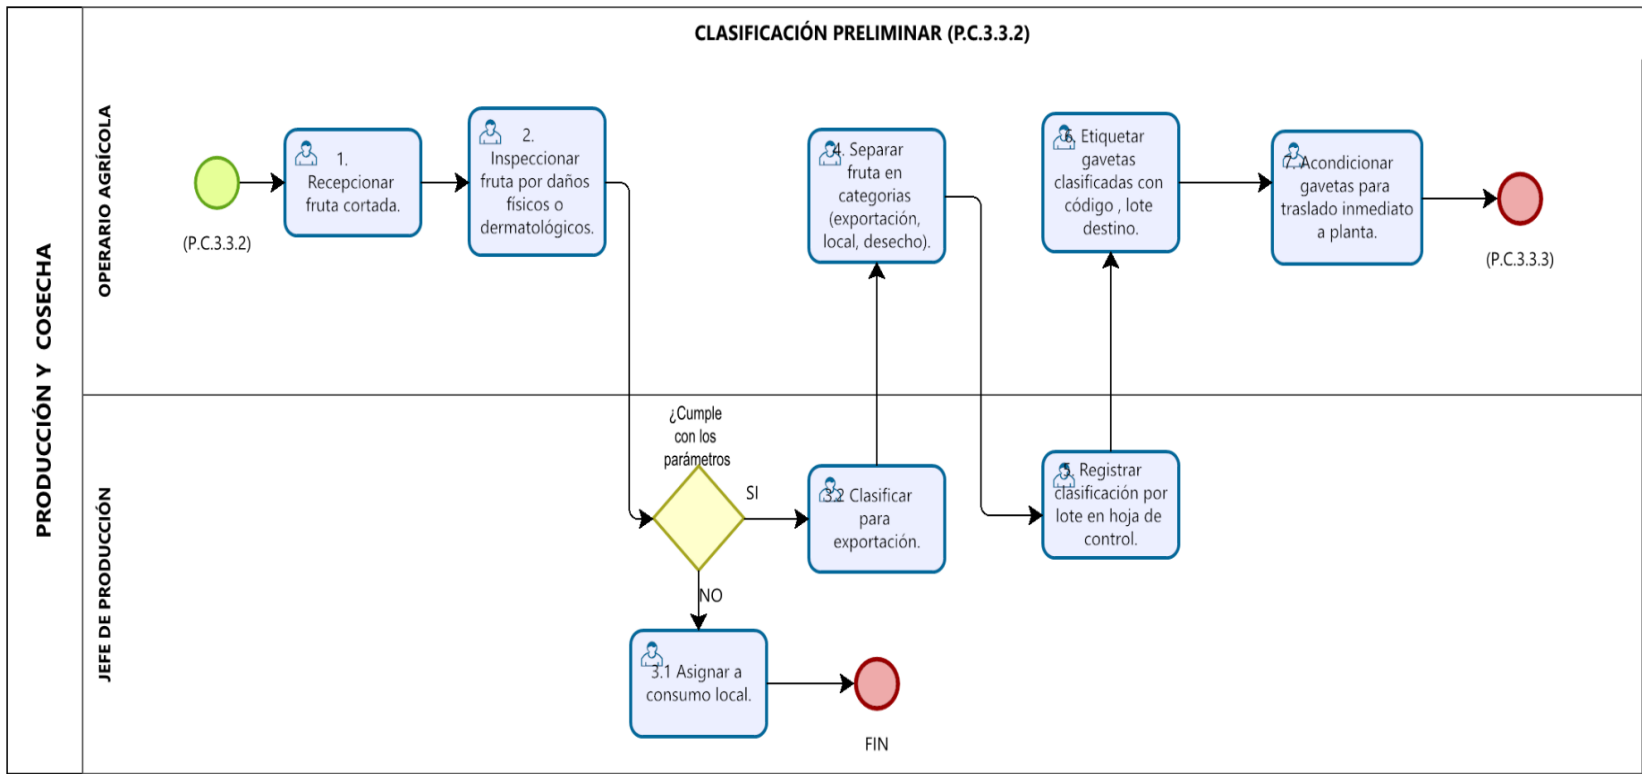 CLASIFICACIÓN PRELIMINAR (P.C.3.3.2)
PRODUCCIÓN Y COSECHA
OPERARIO AGRÍCOLA
(P.C.3.3.2)
1.
Recepcionar
fruta cortada.
2.
Inspeccionar
fruta por daños
físicos o
dermatológicos.
4. Separar
fruta en
categorias
(exportación,
local, desecho).
6. Etiquetar
gavetas
clasificadas con
código , lote
destino.
7. Acondicionar
gavetas para
traslado inmediato
a planta.
(P.C.3.3.3)
JEFE DE PRODUCCIÓN
¿Cumple
con los
parámetros
SI
NO
3.2 Clasificar
para
exportación.
5. Registrar
clasificación por
lote en hoja de
control.
3.1 Asignar a
consumo local.
FIN